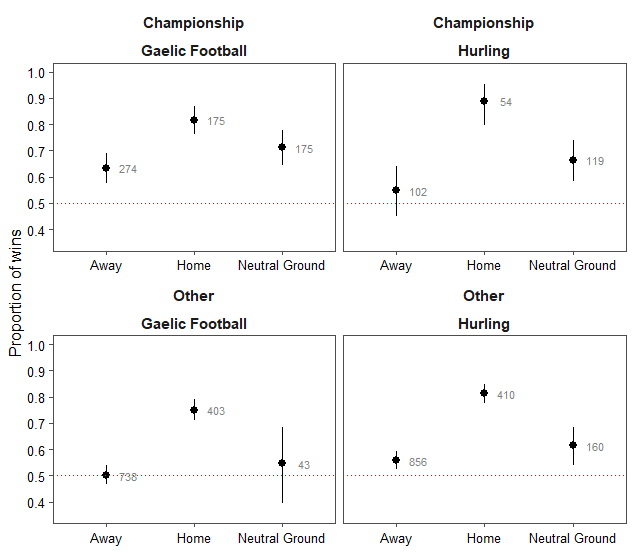 Championship
Championship
Gaelic Football
Hurling
1.0
0.9
0.8
0.7
0.6
0.5
0.4
274
175
175
102
54
119
Away
Home
Neutral Ground
Away
Home
Neutral Ground
Proportion of wins
Other
Other
Gaelic Football
Hurling
1.0
0.9
0.8
0.7
0.6
0.5
0.4
738
403
43
856
410
160
Away
Home
Neutral Ground
Away
Home
Neutral Ground